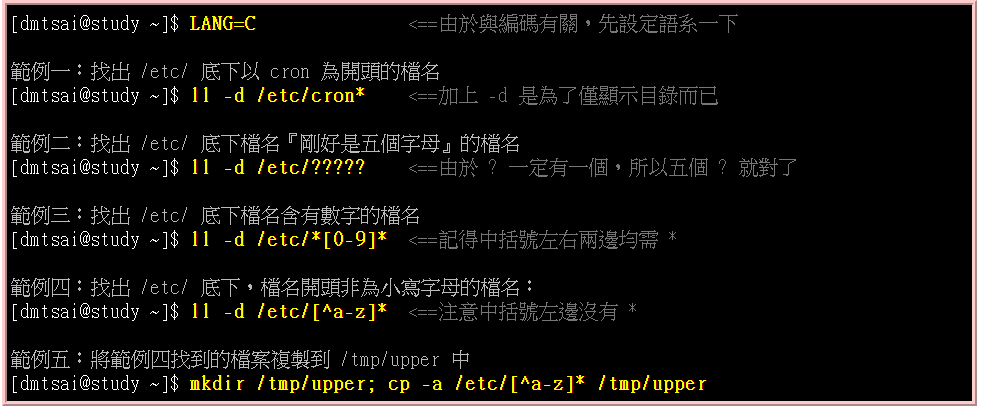 [dmtsai@study ~]$ LANG=C <==由於與編碼有關，先設定語系一下
範例一：找出 /etc/ 底下以 cron 為開頭的檔名
[dmtsai@study ~]$ ll -d /etc/cron* <==加上 -d 是為了僅顯示目錄而已
範例二：找出 /etc/ 底下檔名『剛好是五個字母』的檔名
[dmtsai@study ~]$ ll -d /etc/????? <==由於 ? 一定有一個，所以五個 ? 就對了
範例三：找出 /etc/ 底下檔名含有數字的檔名
[dmtsai@study ~]$ ll -d /etc/*[0-9]* <==記得中括號左右兩邊均需 *
範例四：找出 /etc/ 底下，檔名開頭非為小寫字母的檔名：
[dmtsai@study ~]$ ll -d /etc/[^a-z]* <==注意中括號左邊沒有 *
範例五：將範例四找到的檔案複製到 /tmp/upper 中
[dmtsai@study ~]$ mkdir /tmp/upper; cp -a /etc/[^a-z]* /tmp/upper